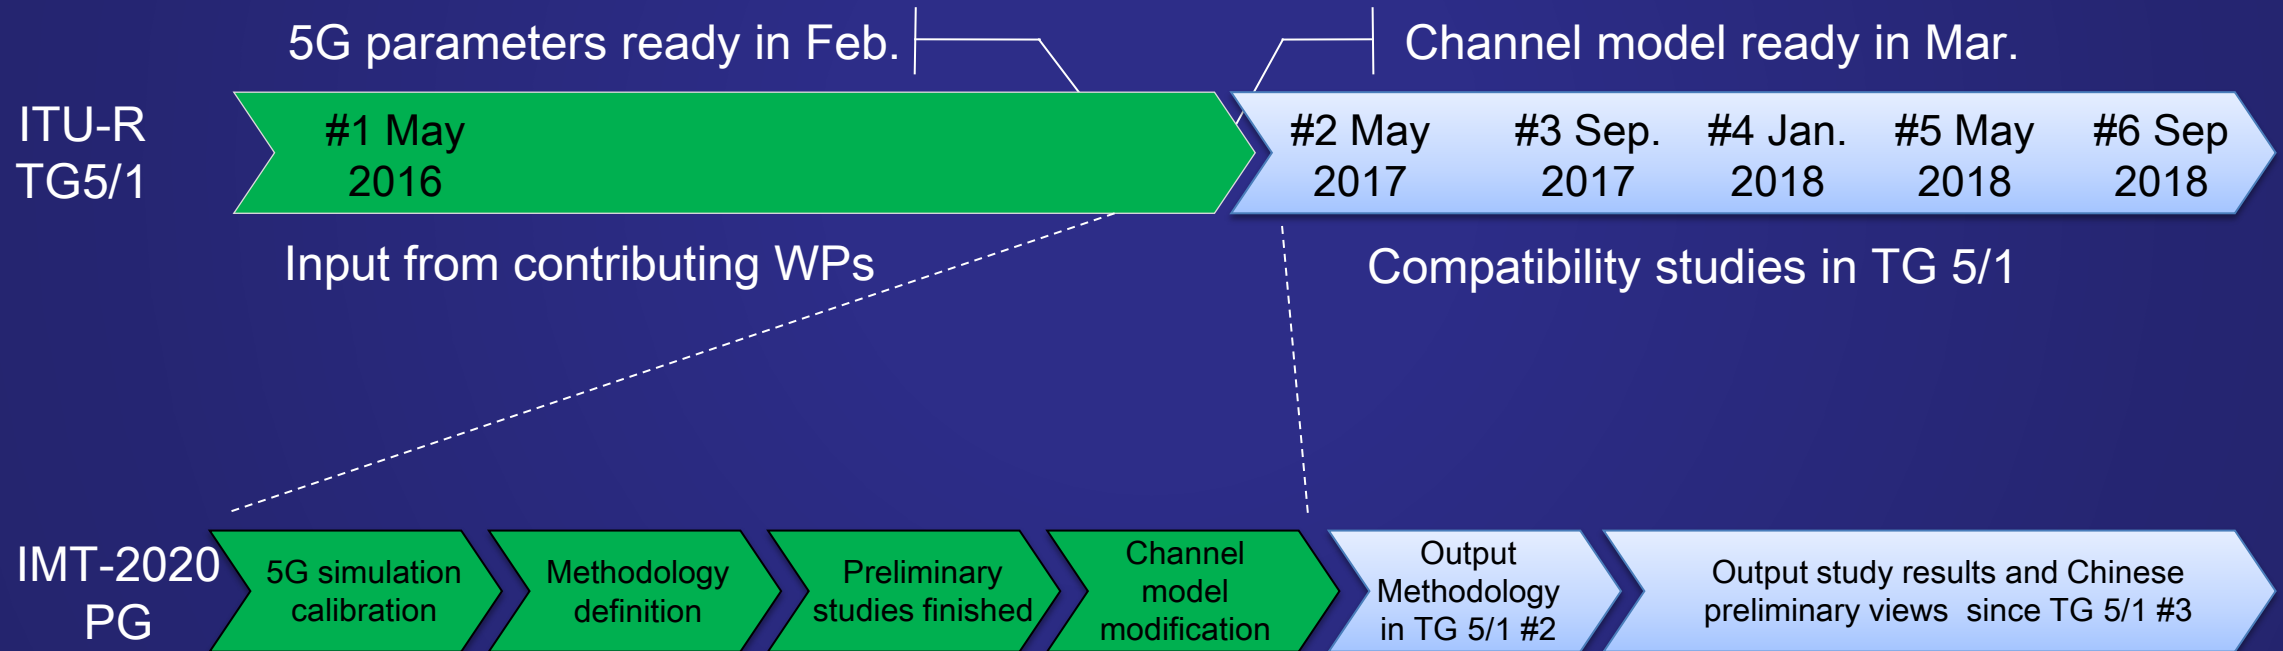 5G parameters ready in Feb.
Channel model ready in Mar.
ITU-R
TG5/1
#1 May
2016
#2 May
2017
#3 Sep.
2017
#4 Jan.
2018
#5 May
2018
#6 Sep
2018
Input from contributing WPs
Compatibility studies in TG 5/1
IMT-2020
PG
5G simulation
calibration
Methodology
definition
Preliminary
studies finished
Channel
model
modification
Output
Methodology
in TG 5/1 #2
Output study results and Chinese
preliminary views since TG 5/1 #3